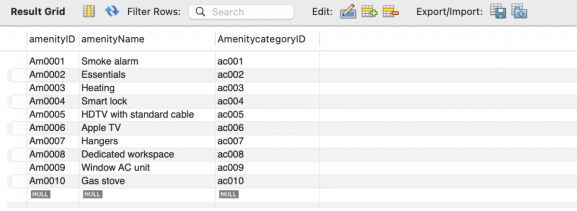 Result Grid Filter Rows: Search Edit: Export/Import:
amenityID amenityName AmenitycategoryID
Am0001 Smoke alarm ac001
Am0002 Essentials ac002
Am0003 Heating ac003
Am0004 Smart lock ac004
Am0005 HDTV with standard cable ac005
Am0006 Apple TV ac006
Am0007 Hangers ac007
Am0008 Dedicated workspace ac008
Am0009 Window AC unit ac009
Am0010 Gas stove ac010
NULL NULL NULL